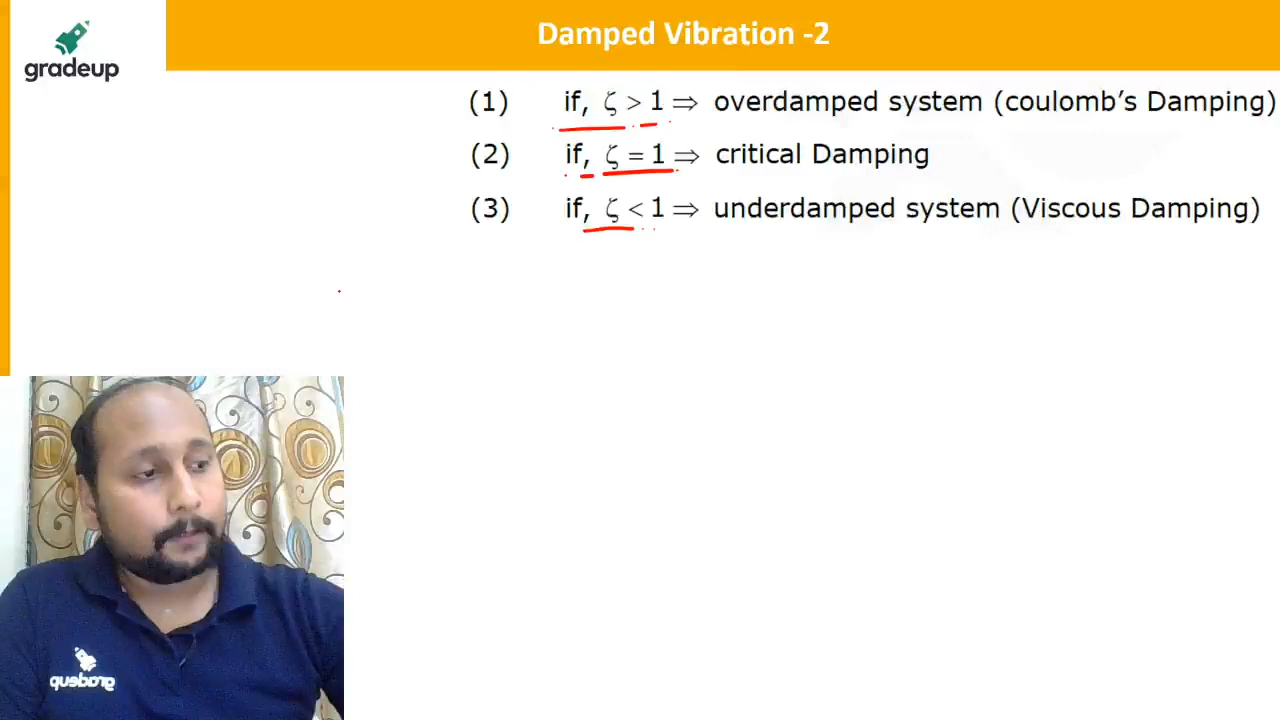 Damped Vibration -2
gradeup
(1) if, ζ > 1 ⇒ overdamped system (coulomb's Damping)
(2) if, ζ = 1 ⇒ critical Damping
(3) if, ζ < 1 ⇒ underdamped system (Viscous Damping)
gradeup